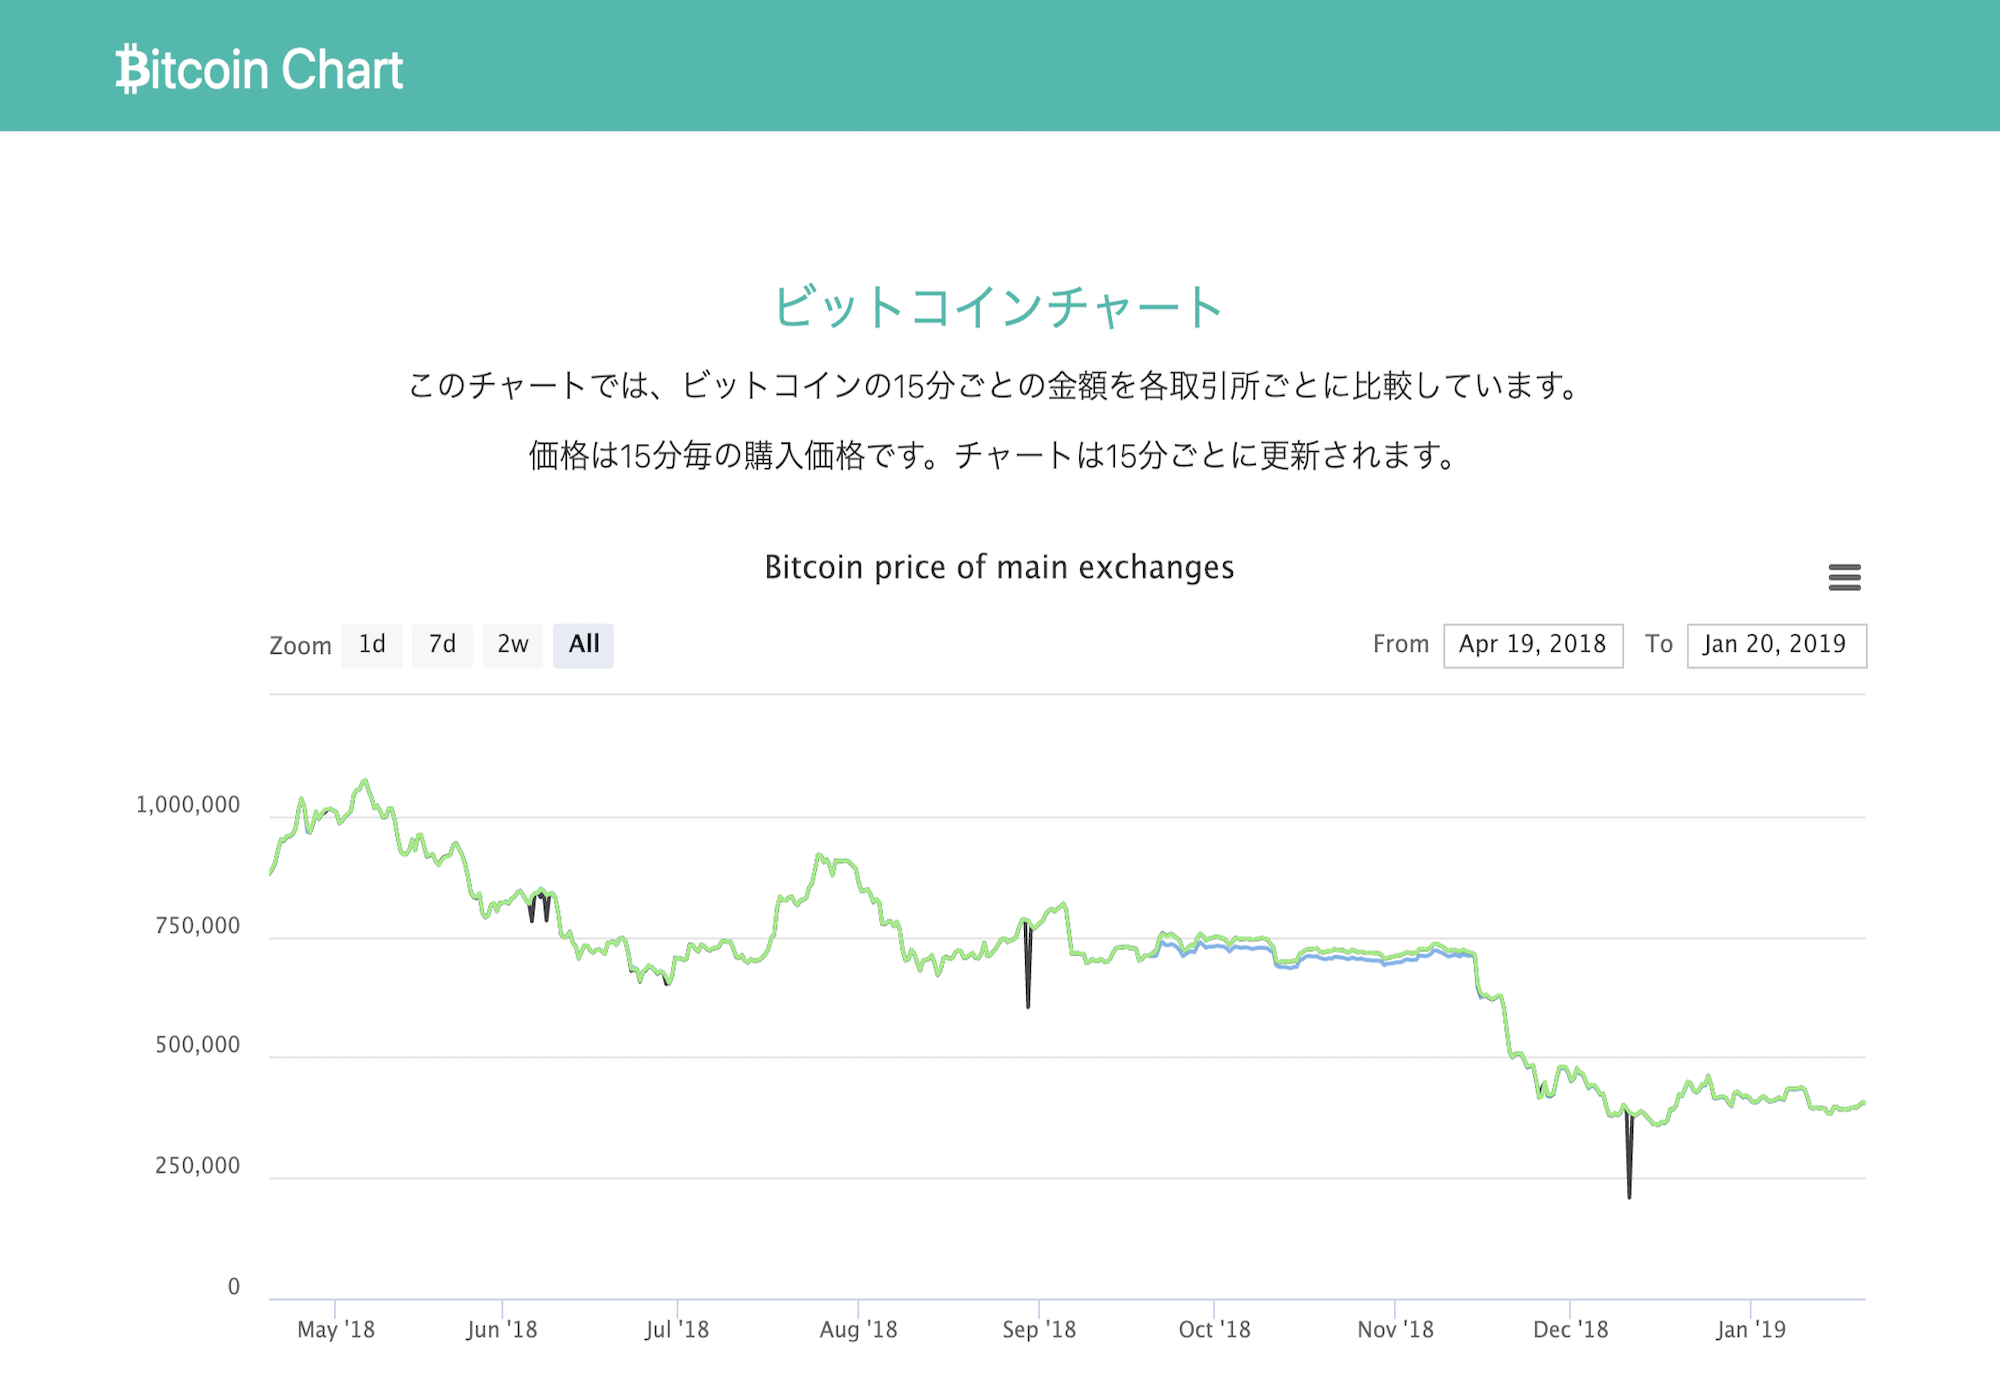 Bitcoin Chart
ビットコインチャート
このチャートでは、ビットコインの15分ごとの金額を各取引所ごとに比較しています。
価格は15分毎の購入価格です。チャートは15分ごとに更新されます。
Bitcoin price of main exchanges
Zoom 1d 7d 2w All From Apr 19, 2018 To Jan 20, 2019
1,000,000
750,000
500,000
250,000
0
May '18 Jun '18 Jul '18 Aug '18 Sep '18 Oct '18 Nov '18 Dec '18 Jan '19